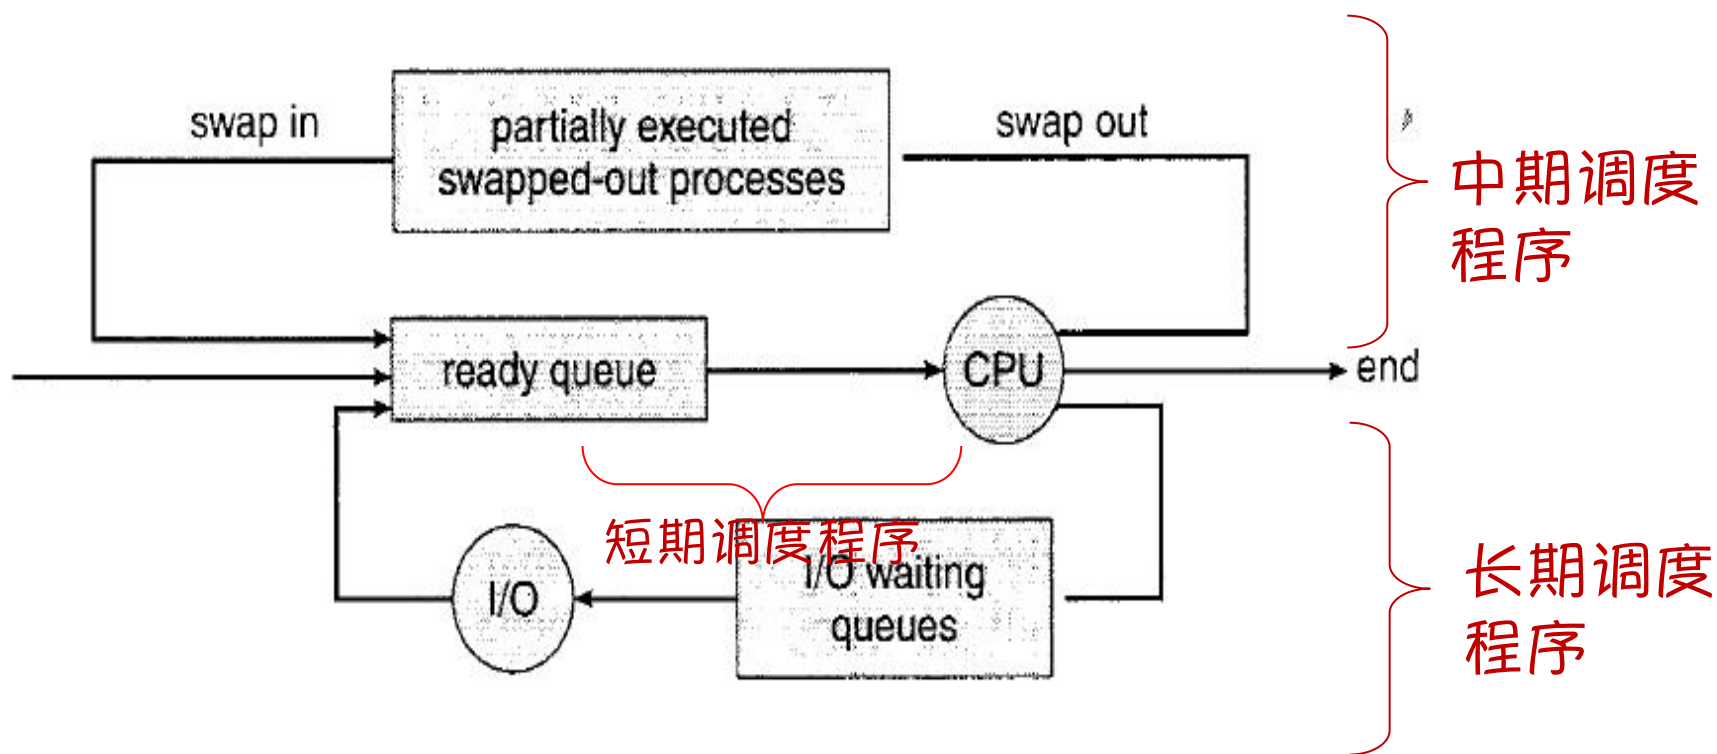 swap in
partially executed
swapped-out processes
swap out
中期调度
程序
ready queue
CPU
end
短期调度程序
I/O
I/O waiting
queues
长期调度
程序